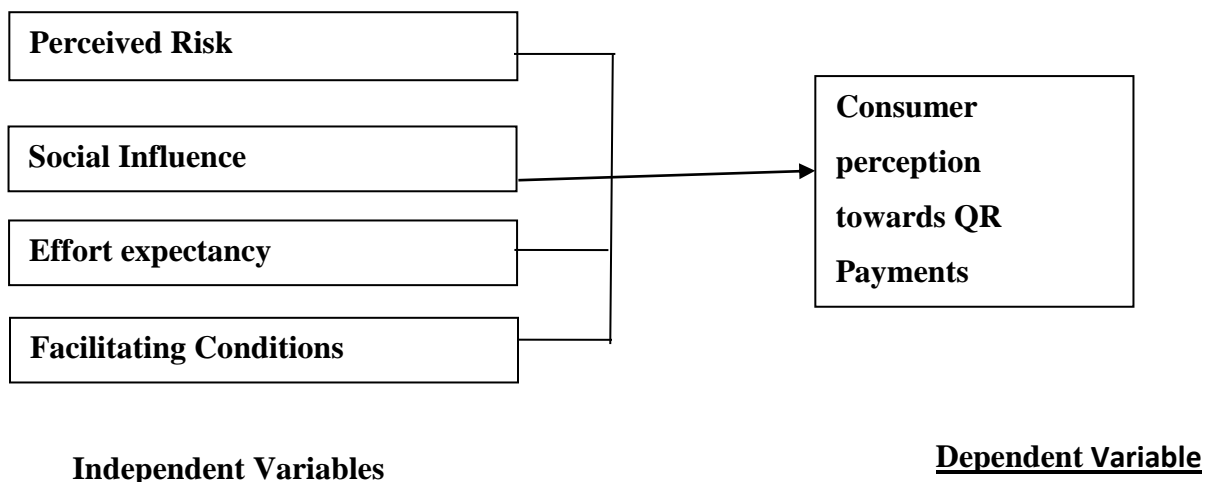 Perceived Risk
Social Influence
Effort expectancy
Facilitating Conditions
Consumer
perception
towards QR
Payments
Independent Variables
Dependent Variable